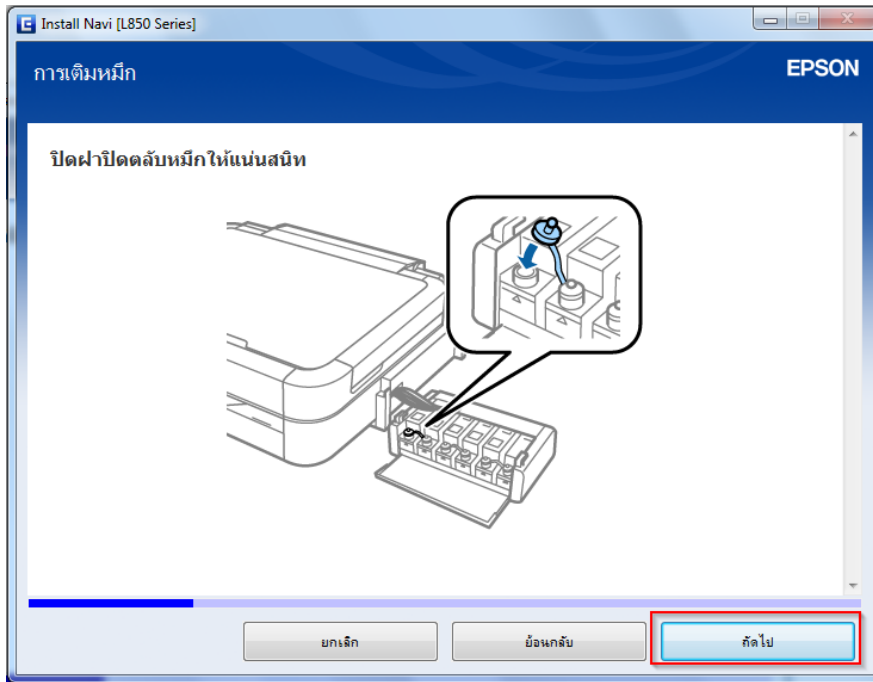 Install Navi [L850 Series]
การเติมหมึก
EPSON
ปิดฝาปิดตลับหมึกให้แน่นสนิท
ยกเลิก
ย้อนกลับ
ถัดไป